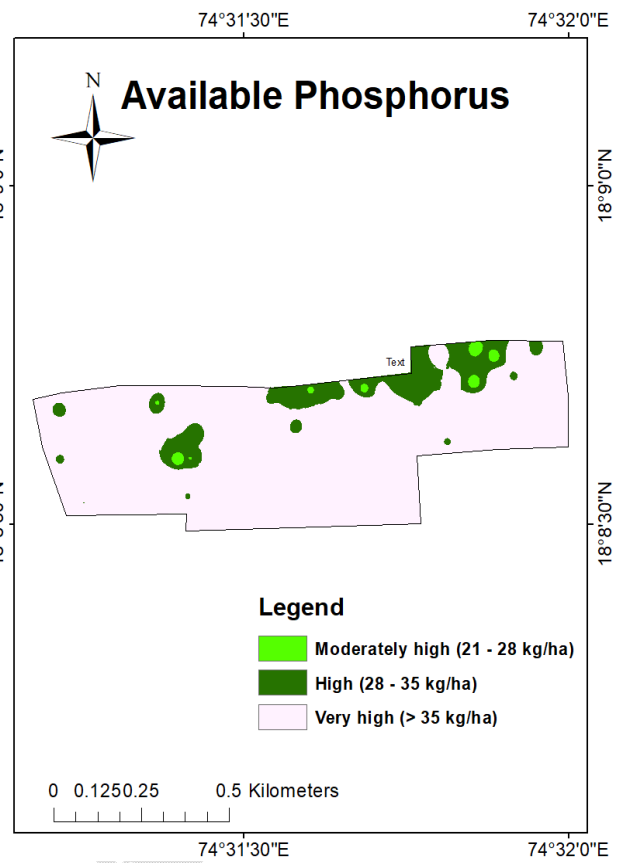 74°31'30"E 74°32'0"E
N
Available Phosphorus
18°9'0"N
Text
18°8'30"N
Legend
Moderately high (21 - 28 kg/ha)
High (28 - 35 kg/ha)
Very high (> 35 kg/ha)
0 0.1250.25 0.5 Kilometers
74°31'30"E 74°32'0"E